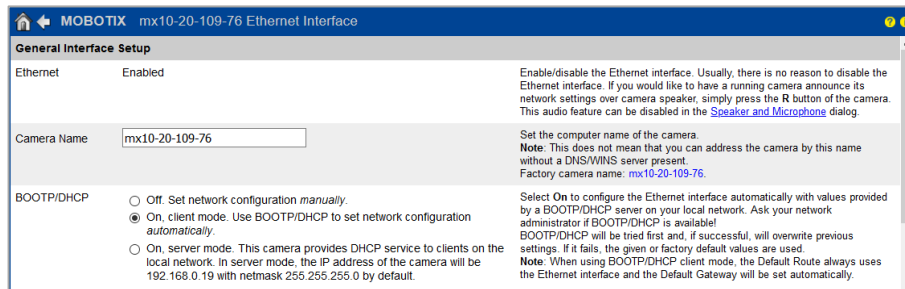 MOBOTIX mx10-20-109-76 Ethernet Interface
General Interface Setup
Ethernet
Enabled
Enable/disable the Ethernet interface. Usually, there is no reason to disable the
Ethernet interface. If you would like to have a running camera announce its
network settings over camera speaker, simply press the R button of the camera.
This audio feature can be disabled in the Speaker and Microphone dialog.
Camera Name
mx10-20-109-76
Set the computer name of the camera.
Note: This does not mean that you can address the camera by this name
without a DNS/WINS server present.
Factory camera name: mx10-20-109-76.
BOOTP/DHCP
Off. Set network configuration manually.
On, client mode. Use BOOTP/DHCP to set network configuration
automatically.
On, server mode. This camera provides DHCP service to clients on the
local network. In server mode, the IP address of the camera will be
192.168.0.19 with netmask 255.255.255.0 by default.
Select On to configure the Ethernet interface automatically with values provided
by a BOOTP/DHCP server on your local network. Ask your network
administrator if BOOTP/DHCP is available!
BOOTP/DHCP will be tried first and, if successful, will overwrite previous
settings. If it fails, the given or factory default values are used.
Note: When using BOOTP/DHCP client mode, the Default Route always uses
the Ethernet interface and the Default Gateway will be set automatically.